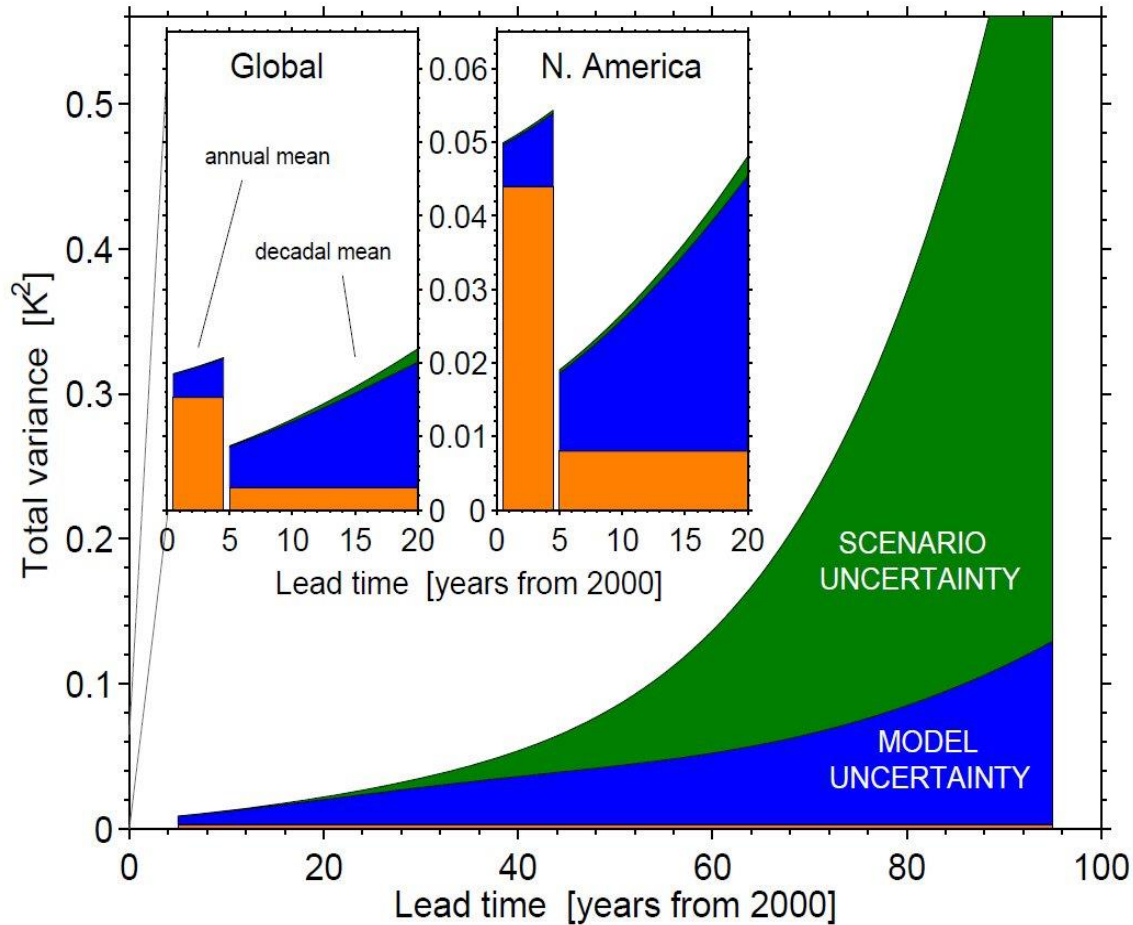 Total variance [K²]
0.5
0.4
0.3
0.2
0.1
0
0 20 40 60 80 100
Lead time [years from 2000]
Global
annual mean
decadal mean
0 5 10 15 20
0.06
0.05
0.04
0.03
0.02
0.01
0 0
N. America
0 5 10 15 20
Lead time [years from 2000]
SCENARIO
UNCERTAINTY
MODEL
UNCERTAINTY